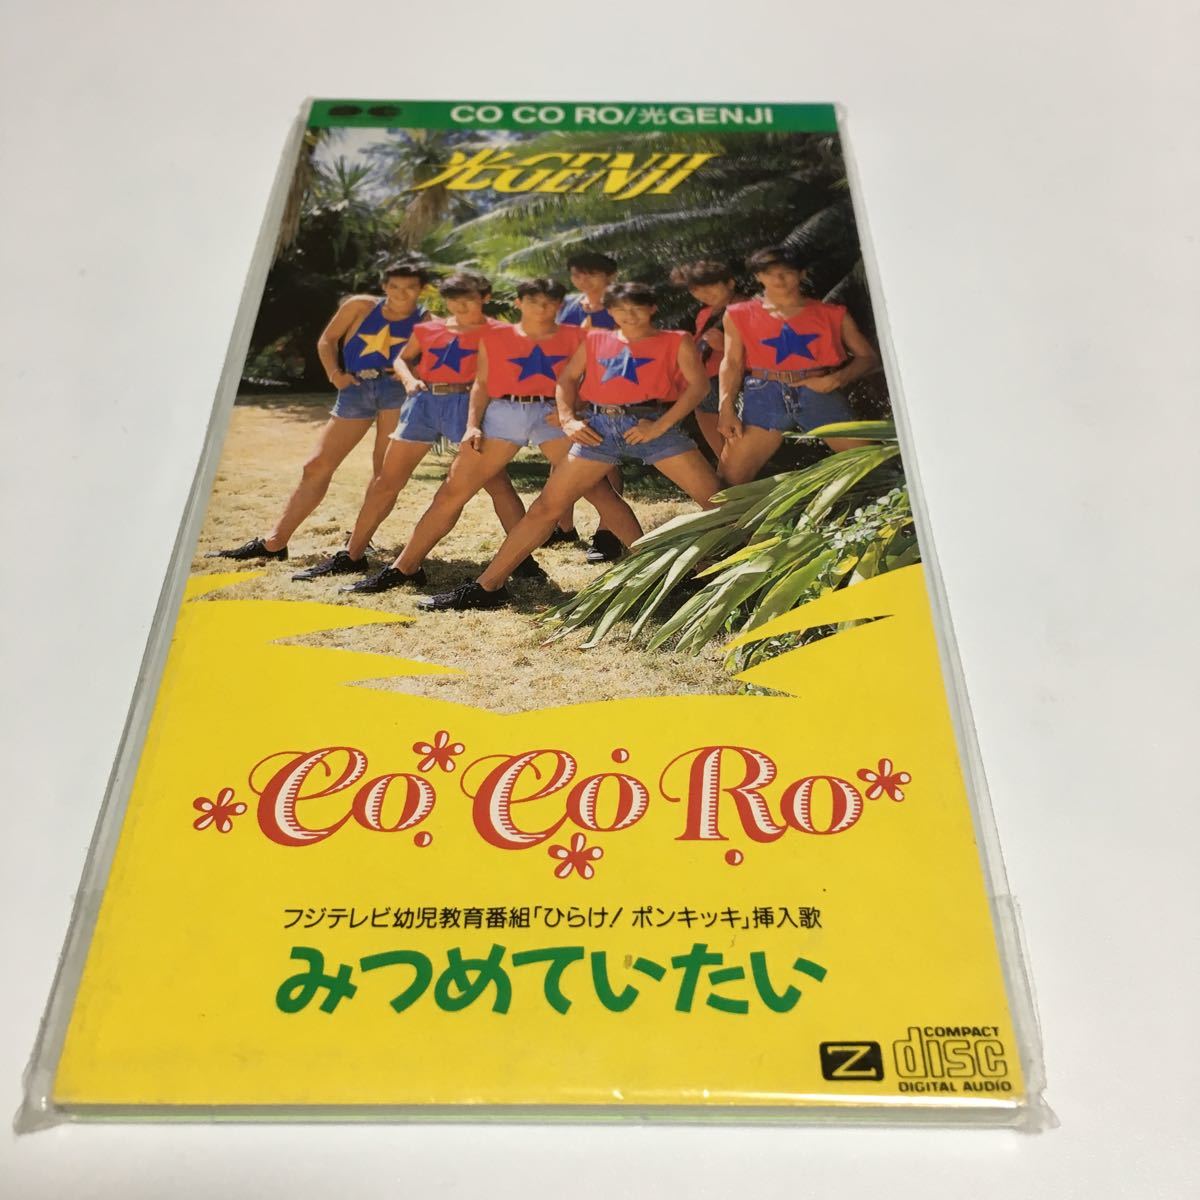 CO CO RO/光GENJI
光GENJI
Co Co Ro
フジテレビ幼児教育番組「ひらけ! ポンキッキ」挿入歌
みつめていたい
Z
COMPACT
disc
DIGITAL AUDIO